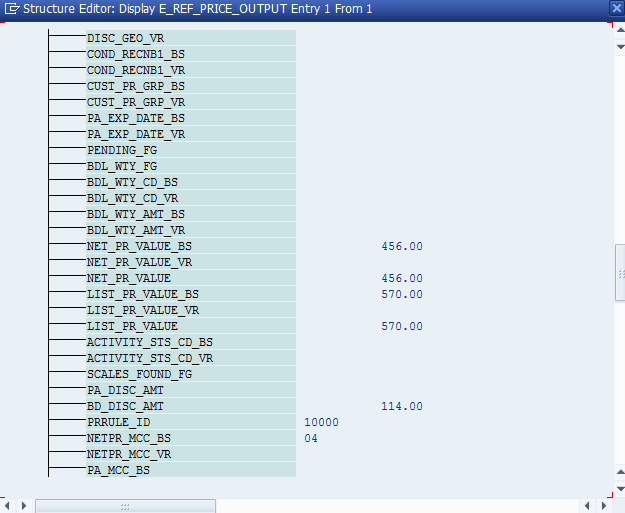 Structure Editor: Display E_REF_PRICE_OUTPUT Entry 1 From 1
DISC_GEO_VR
COND_RECNB1_BS
COND_RECNB1_VR
CUST_PR_GRP_BS
CUST_PR_GRP_VR
PA_EXP_DATE_BS
PA_EXP_DATE_VR
PENDING_FG
BDL_WTY_FG
BDL_WTY_CD_BS
BDL_WTY_CD_VR
BDL_WTY_AMT_BS
BDL_WTY_AMT_VR
NET_PR_VALUE_BS 456.00
NET_PR_VALUE_VR
NET_PR_VALUE 456.00
LIST_PR_VALUE_BS 570.00
LIST_PR_VALUE_VR
LIST_PR_VALUE 570.00
ACTIVITY_STS_CD_BS
ACTIVITY_STS_CD_VR
SCALES_FOUND_FG
PA_DISC_AMT
BD_DISC_AMT 114.00
PRRULE_ID 10000
NETPR_MCC_BS 04
NETPR_MCC_VR
PA_MCC_BS